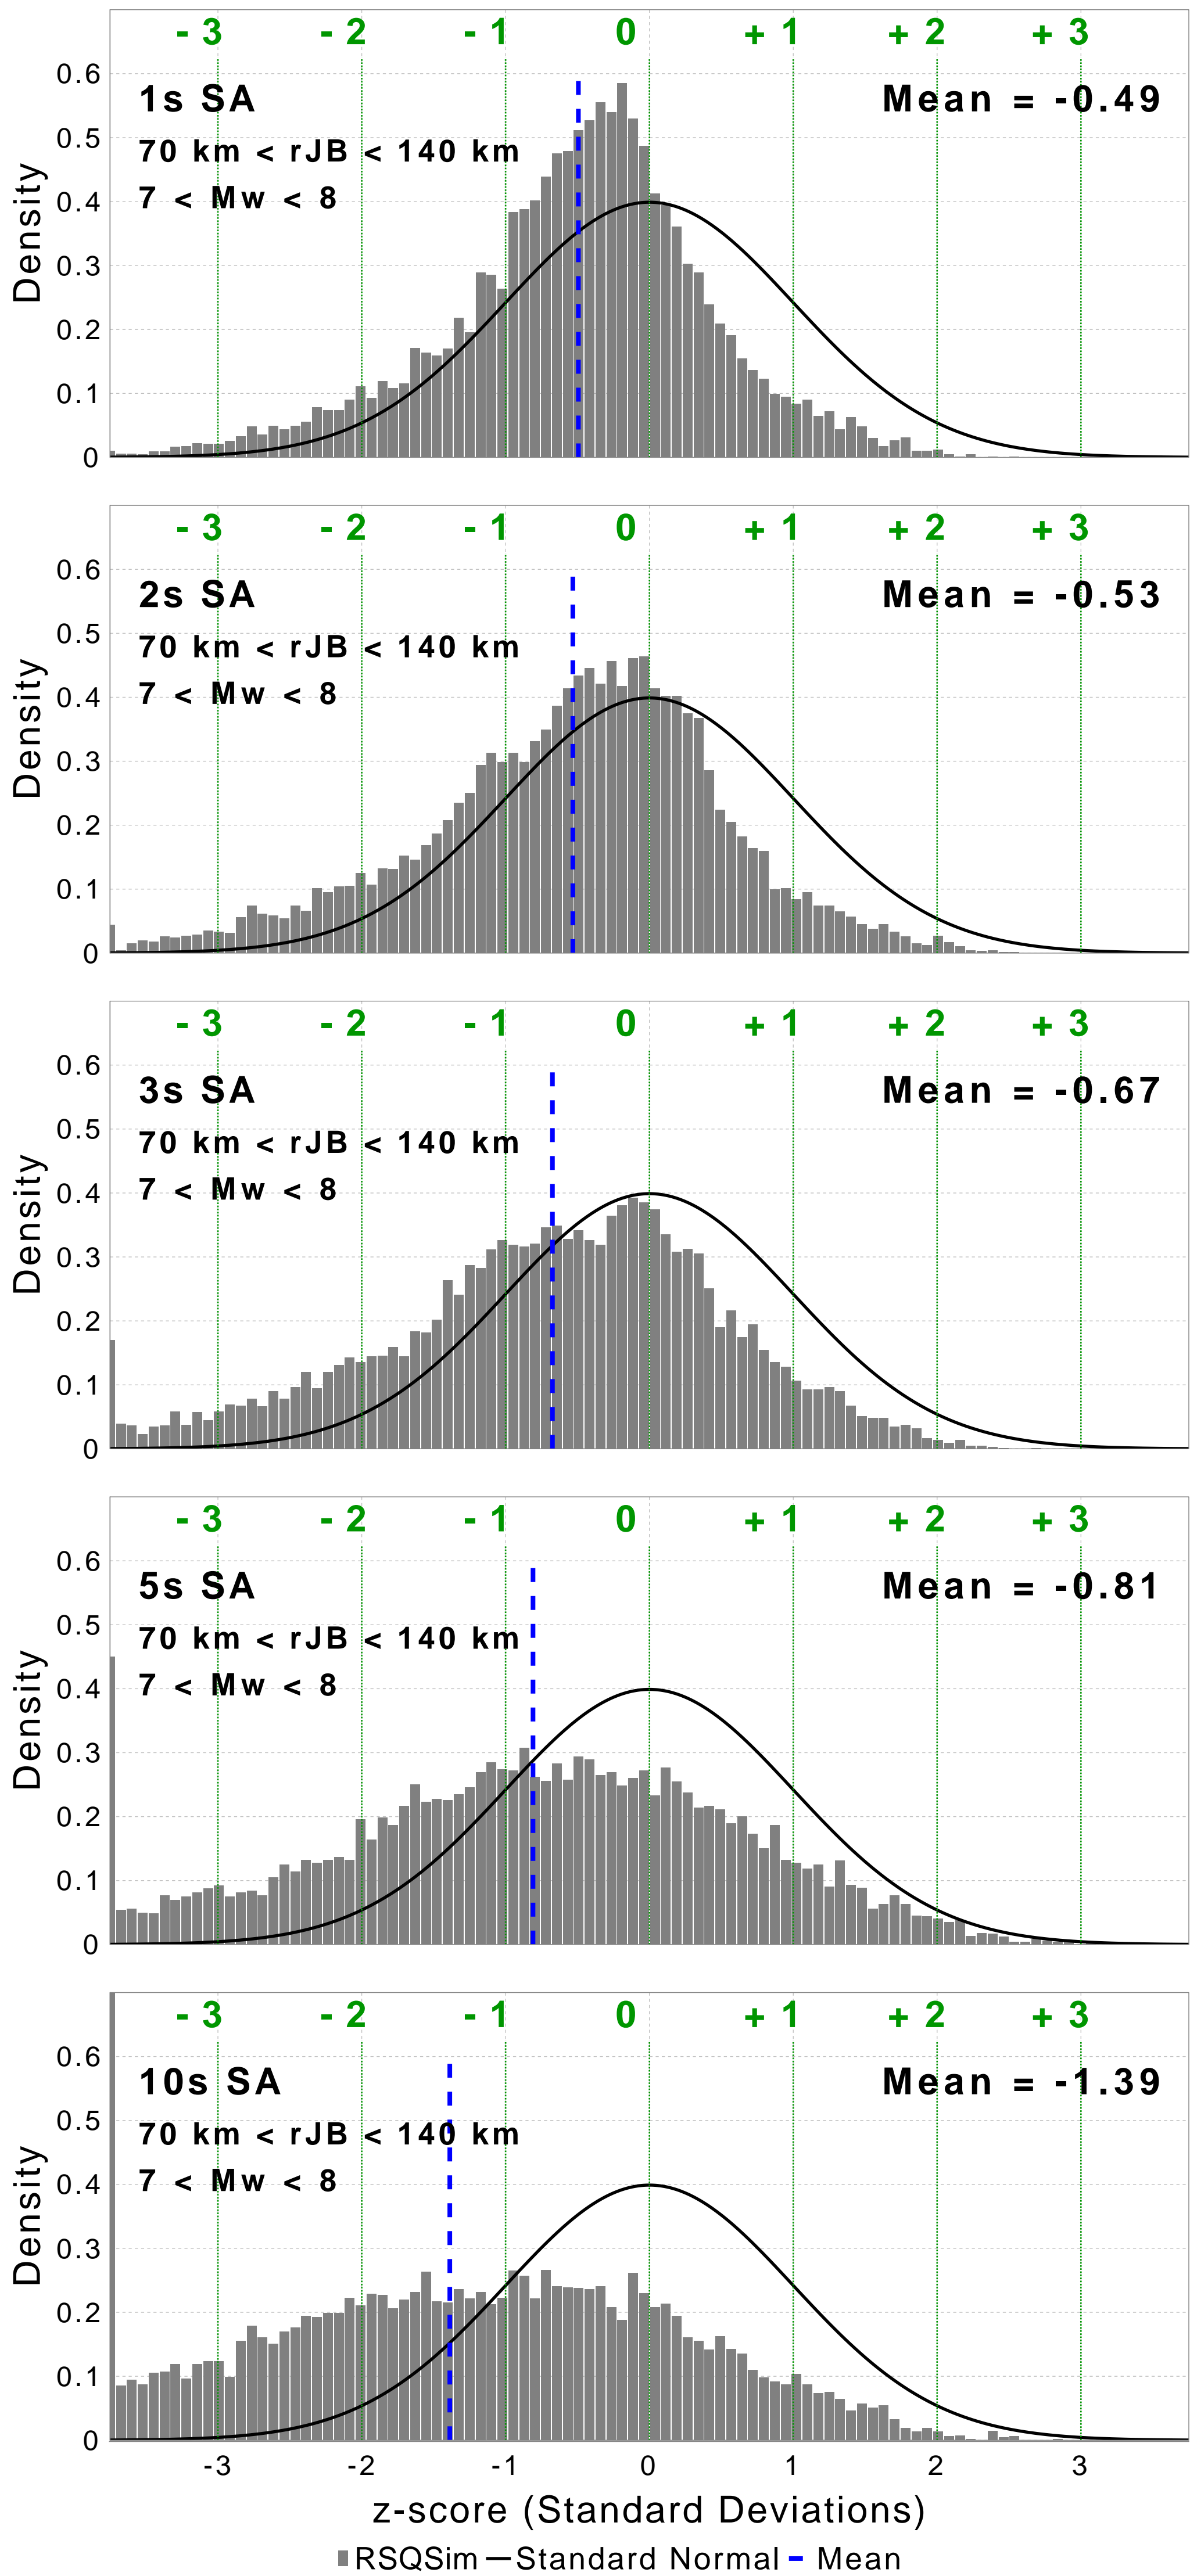 - 3 - 2 - 1 0 + 1 + 2 + 3
0.6
1s SA Mean = -0.49
0.5
70 km < rJB < 140 km
7 < Mw < 8
0.4
0.3
0.2
0.1
0
Density
- 3 - 2 - 1 0 + 1 + 2 + 3
0.6
2s SA Mean = -0.53
0.5
70 km < rJB < 140 km
7 < Mw < 8
0.4
0.3
0.2
0.1
0
Density
- 3 - 2 - 1 0 + 1 + 2 + 3
0.6
3s SA Mean = -0.67
0.5
70 km < rJB < 140 km
7 < Mw < 8
0.4
0.3
0.2
0.1
0
Density
- 3 - 2 - 1 0 + 1 + 2 + 3
0.6
5s SA Mean = -0.81
0.5
70 km < rJB < 140 km
7 < Mw < 8
0.4
0.3
0.2
0.1
0
Density
- 3 - 2 - 1 0 + 1 + 2 + 3
0.6
10s SA Mean = -1.39
0.5
70 km < rJB < 140 km
7 < Mw < 8
0.4
0.3
0.2
0.1
0
Density
-3 -2 -1 0 1 2 3
z-score (Standard Deviations)
RSQSim Standard Normal Mean